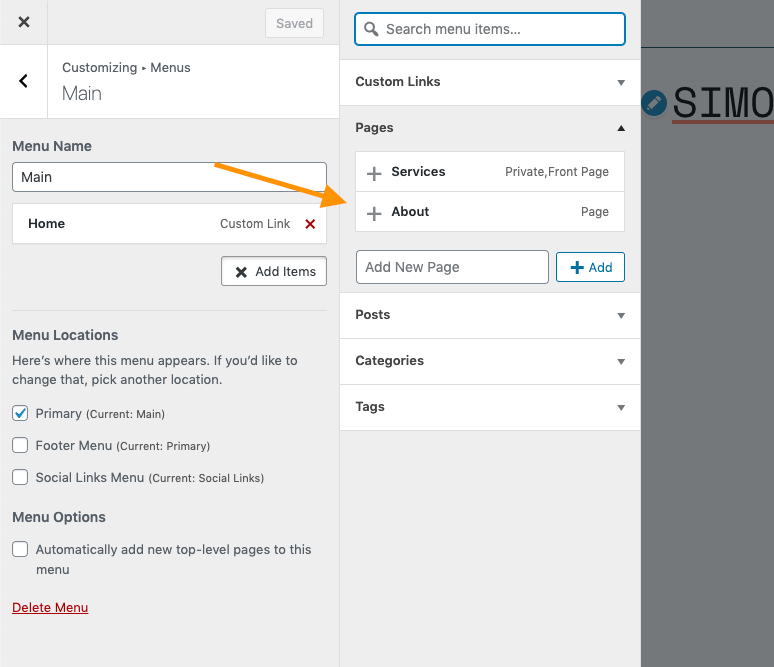 Saved
Customizing ▸ Menus
Main
Menu Name
Main
Home Custom Link
Add Items
Menu Locations
Here’s where this menu appears. If you’d like to
change that, pick another location.
Primary (Current: Main)
Footer Menu (Current: Primary)
Social Links Menu (Current: Social Links)
Menu Options
Automatically add new top-level pages to this
menu
Delete Menu
Search menu items...
Custom Links
Pages
Services Private,Front Page
About Page
Add New Page Add
Posts
Categories
Tags
SIMO